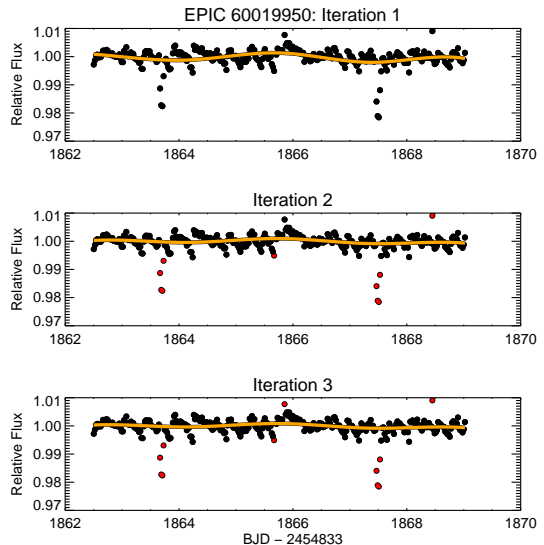 EPIC 60019950: Iteration 1
1.01
1.00
0.99
0.98
0.97
Relative Flux
1862 1864 1866 1868 1870
Iteration 2
1.01
1.00
0.99
0.98
0.97
Relative Flux
1862 1864 1866 1868 1870
Iteration 3
1.01
1.00
0.99
0.98
0.97
Relative Flux
1862 1864 1866 1868 1870
BJD − 2454833